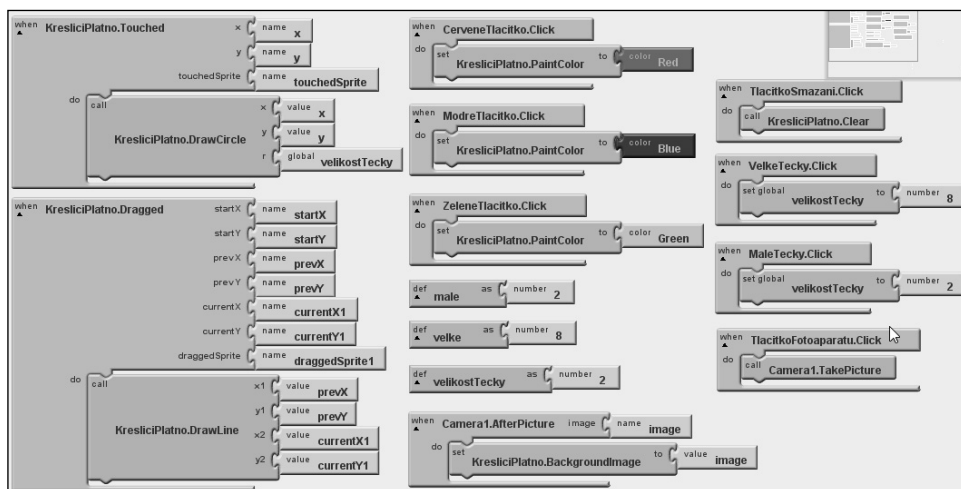 when KresliciPlatno.Touched x name x
y name y
touchedSprite name touchedSprite
do call KresliciPlatno.DrawCircle x value x
y value y
r global velikostTecky
when KresliciPlatno.Dragged startX name startX
startY name startY
prevX name prevX
prevY name prevY
currentX name currentX1
currentY name currentY1
draggedSprite name draggedSprite1
do call KresliciPlatno.DrawLine x1 value prevX
y1 value prevY
x2 value currentX1
y2 value currentY1
when CerveneTlacitko.Click
do set KresliciPlatno.PaintColor to color Red
when ModreTlacitko.Click
do set KresliciPlatno.PaintColor to color Blue
when ZeleneTlacitko.Click
do set KresliciPlatno.PaintColor to color Green
def male as number 2
def velke as number 8
def velikostTecky as number 2
when Camera1.AfterPicture image name image
do set KresliciPlatno.BackgroundImage to value image
when TlacitkoSmazani.Click
do call KresliciPlatno.Clear
when VelkeTecky.Click
do set global velikostTecky to number 8
when MaleTecky.Click
do set global velikostTecky to number 2
when TlacitkoFotoaparatu.Click
do call Camera1.TakePicture